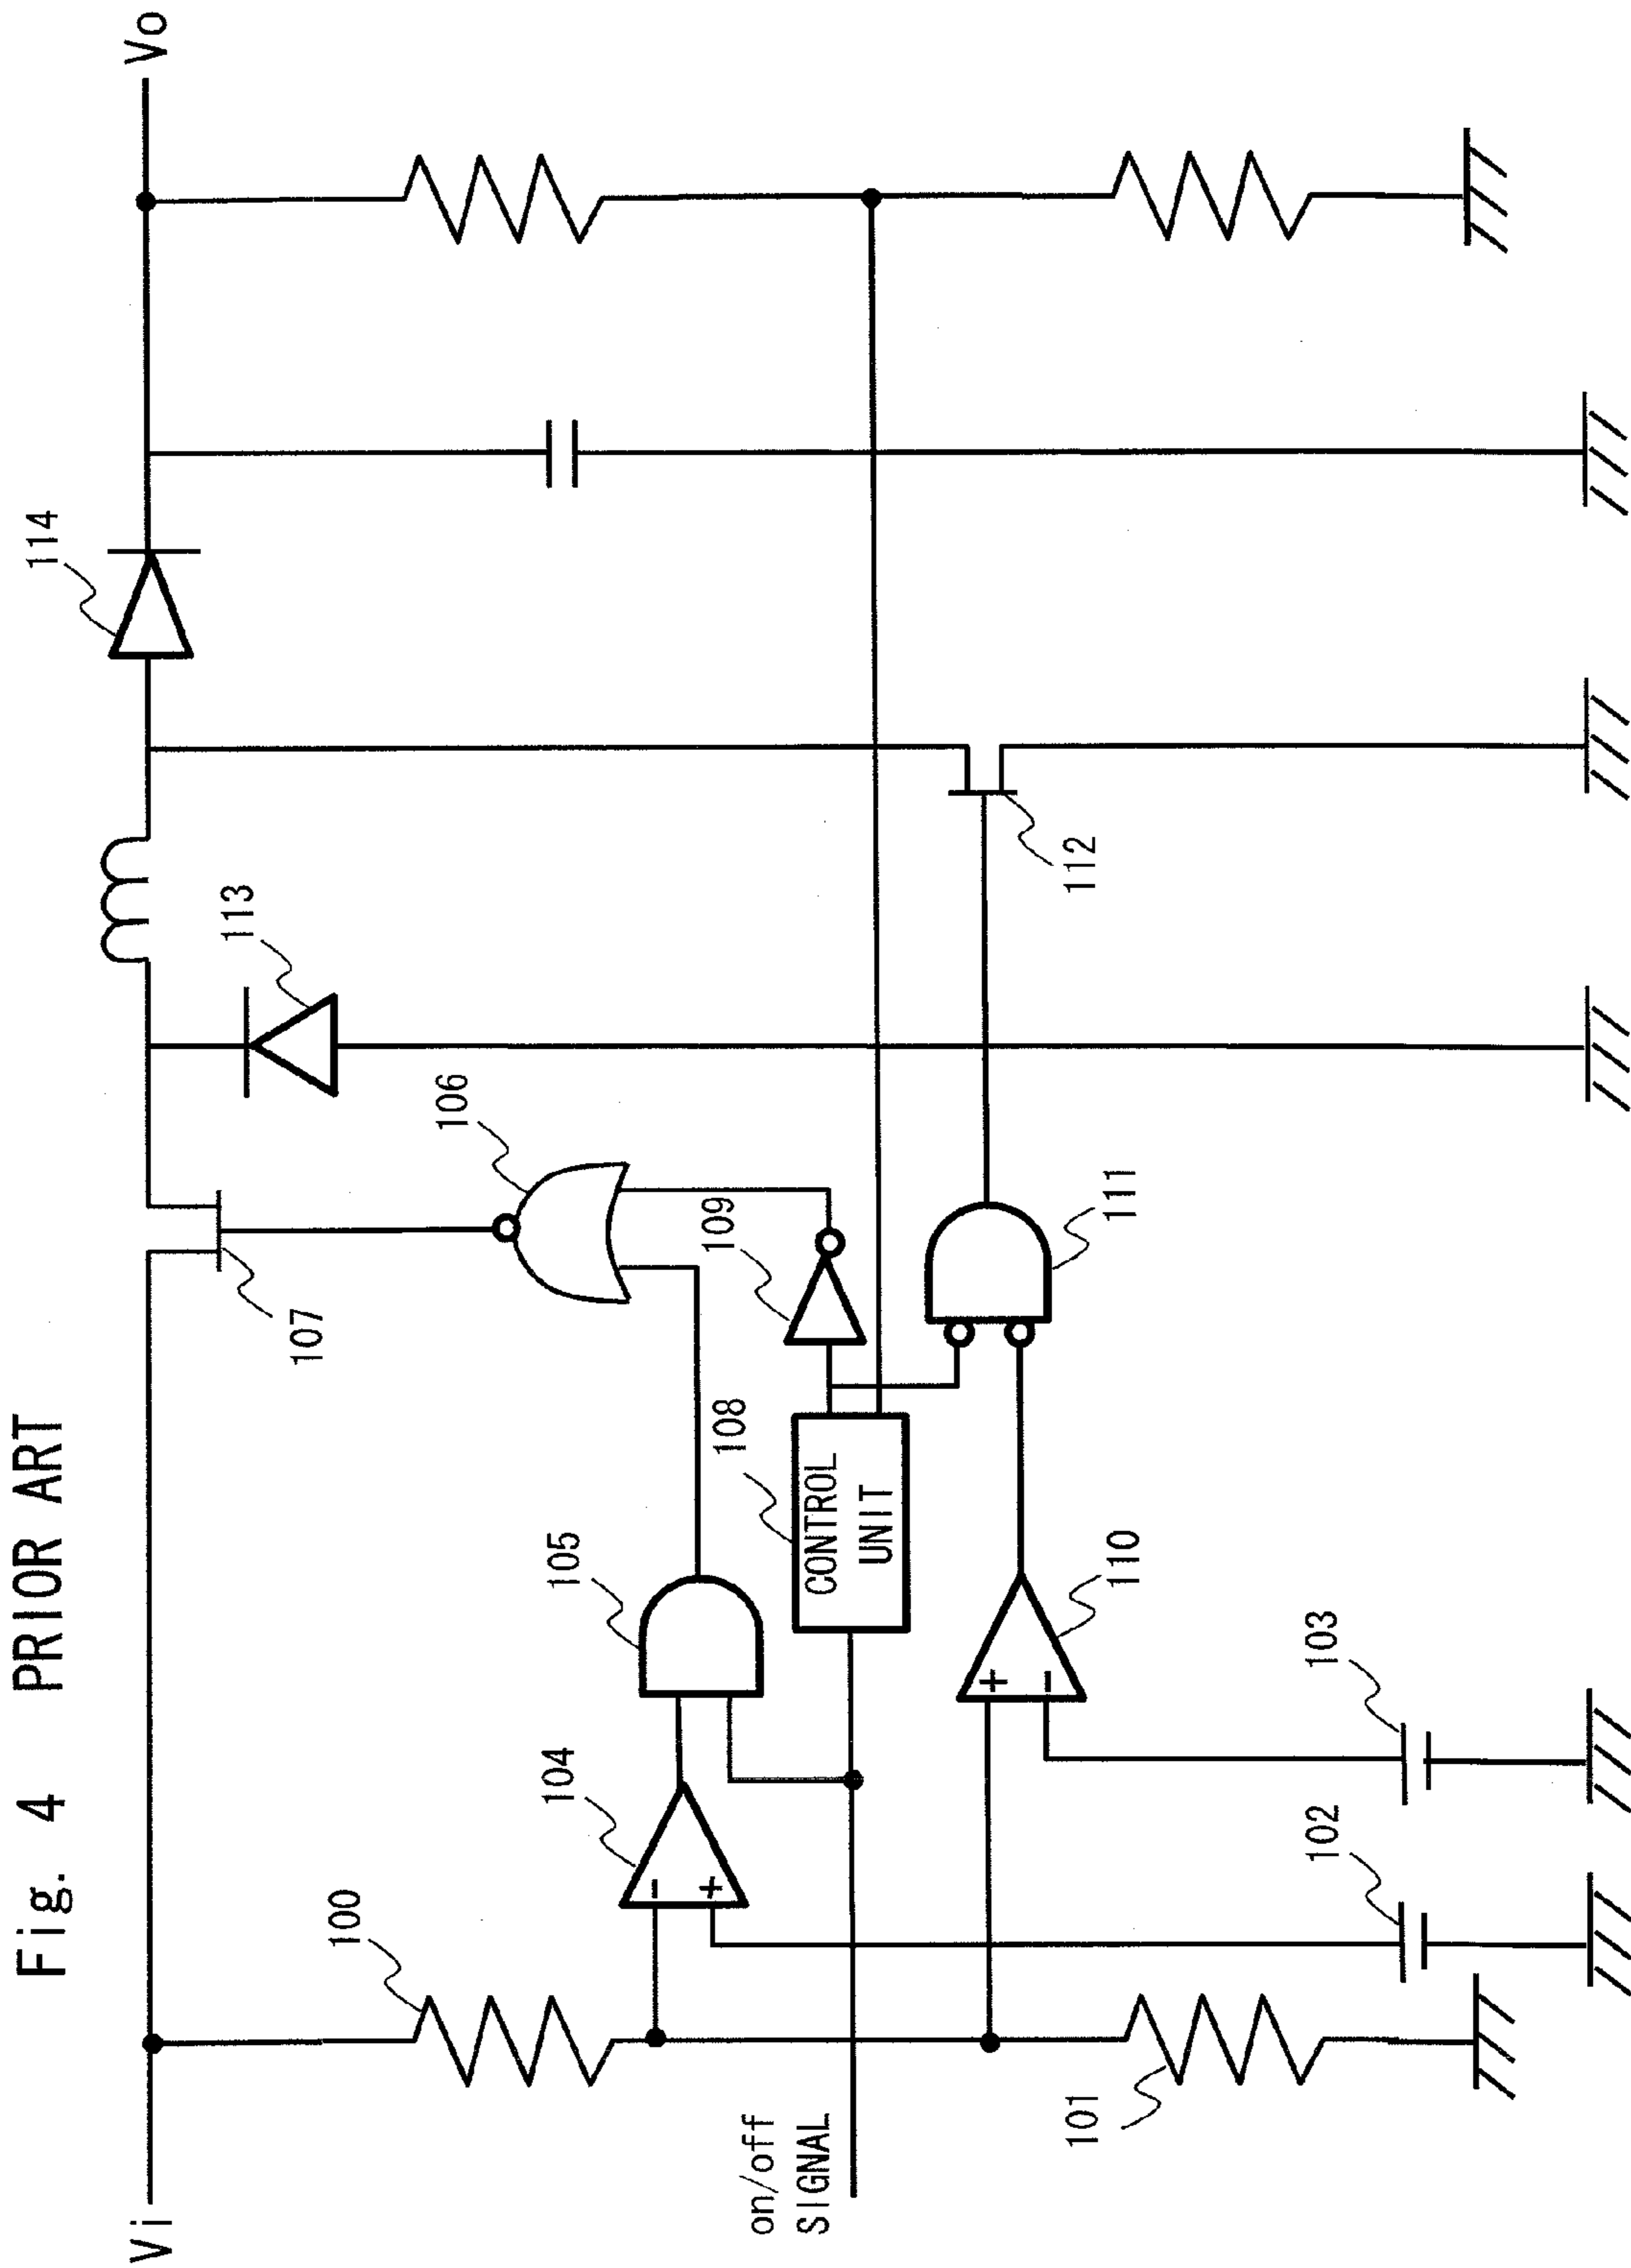 Fig. 4 PRIOR ART
Vi
Vo
114
113
107
106
100
104
105
109
108
CONTROL
UNIT
on/off
SIGNAL
111
112
110
101
102
103
+
−
+
−